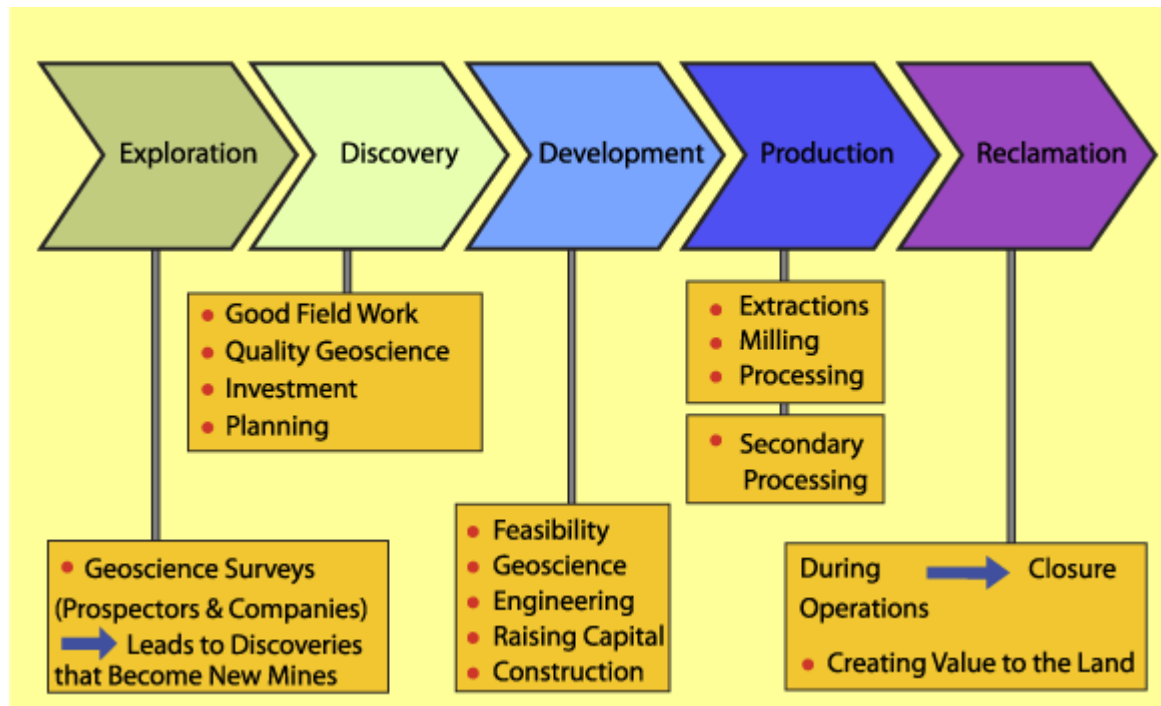 Exploration
Discovery
Development
Production
Reclamation
• Geoscience Surveys
(Prospectors & Companies)
Leads to Discoveries
that Become New Mines
• Good Field Work
• Quality Geoscience
• Investment
• Planning
• Feasibility
• Geoscience
• Engineering
• Raising Capital
• Construction
• Extractions
• Milling
• Processing
• Secondary
Processing
During Closure
Operations
• Creating Value to the Land